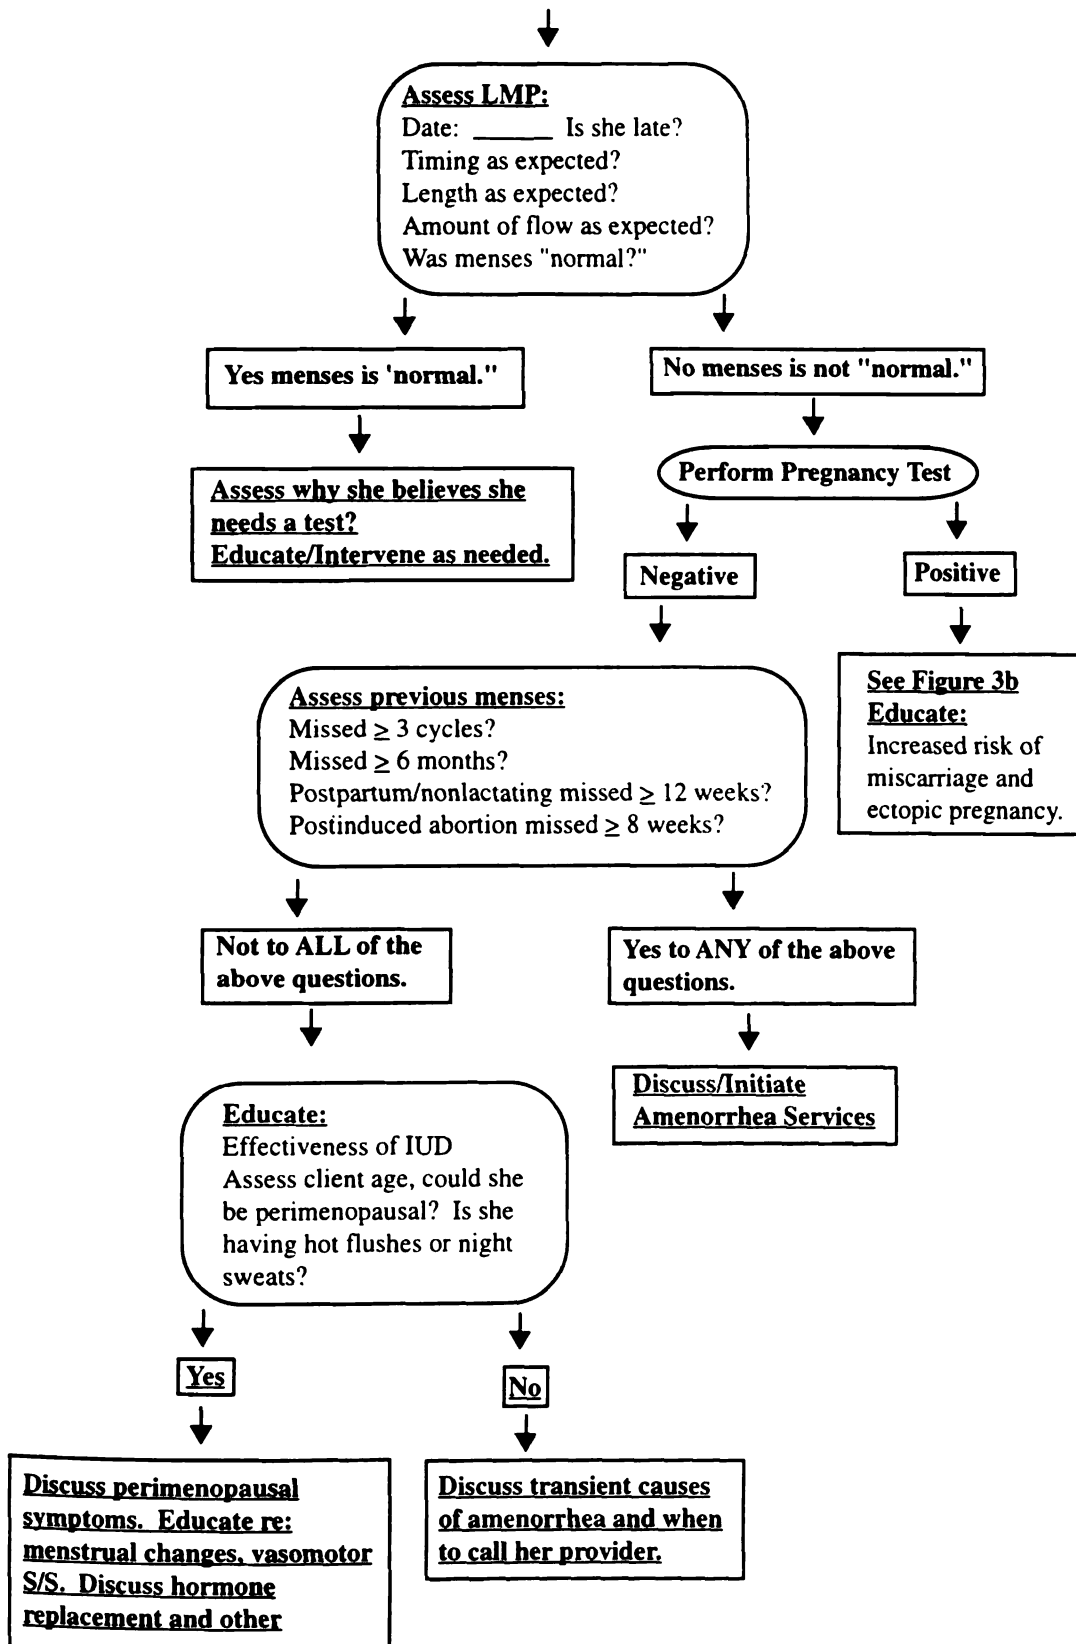 Assess LMP:
Date: ______ Is she late?
Timing as expected?
Length as expected?
Amount of flow as expected?
Was menses "normal?"
Yes menses is 'normal."
No menses is not "normal."
Assess why she believes she
needs a test?
Educate/Intervene as needed.
Perform Pregnancy Test
Negative
Positive
Assess previous menses:
Missed ≥ 3 cycles?
Missed ≥ 6 months?
Postpartum/nonlactating missed ≥ 12 weeks?
Postinduced abortion missed ≥ 8 weeks?
See Figure 3b
Educate:
Increased risk of
miscarriage and
ectopic pregnancy.
Not to ALL of the
above questions.
Yes to ANY of the above
questions.
Discuss/Initiate
Amenorrhea Services
Educate:
Effectiveness of IUD
Assess client age, could she
be perimenopausal? Is she
having hot flushes or night
sweats?
Yes
No
Discuss perimenopausal
symptoms. Educate re:
menstrual changes, vasomotor
S/S. Discuss hormone
replacement and other
Discuss transient causes
of amenorrhea and when
to call her provider.